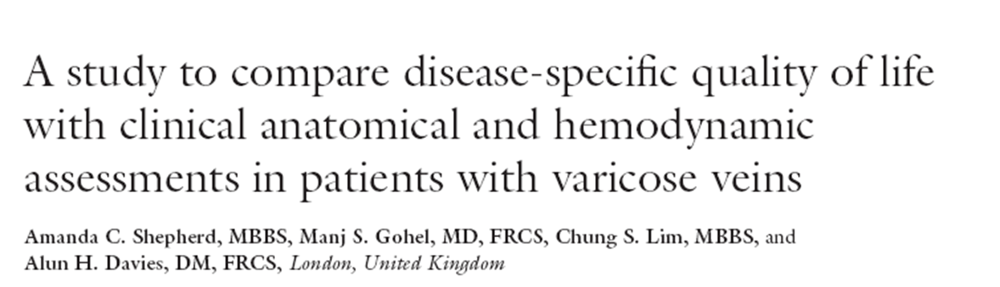 A study to compare disease-specific quality of life
with clinical anatomical and hemodynamic
assessments in patients with varicose veins
Amanda C. Shepherd, MBBS, Manj S. Gohel, MD, FRCS, Chung S. Lim, MBBS, and
Alun H. Davies, DM, FRCS, London, United Kingdom